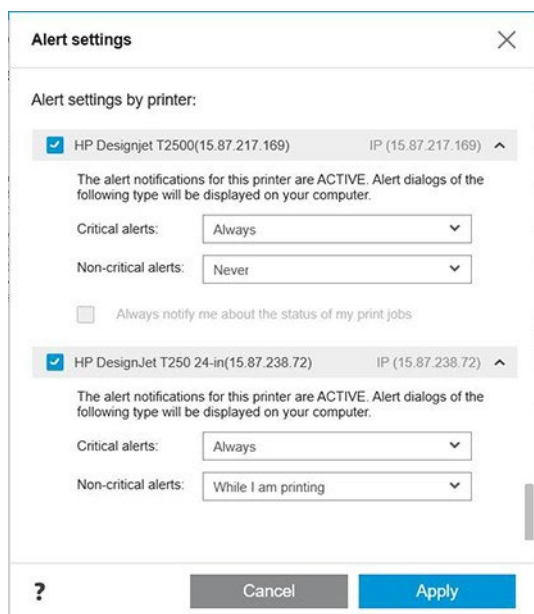 Alert settings
Alert settings by printer:
HP Designjet T2500(15.87.217.169) IP (15.87.217.169)
The alert notifications for this printer are ACTIVE. Alert dialogs of the
following type will be displayed on your computer.
Critical alerts: Always
Non-critical alerts: Never
Always notify me about the status of my print jobs
HP DesignJet T250 24-in(15.87.238.72) IP (15.87.238.72)
The alert notifications for this printer are ACTIVE. Alert dialogs of the
following type will be displayed on your computer.
Critical alerts: Always
Non-critical alerts: While I am printing
? Cancel Apply